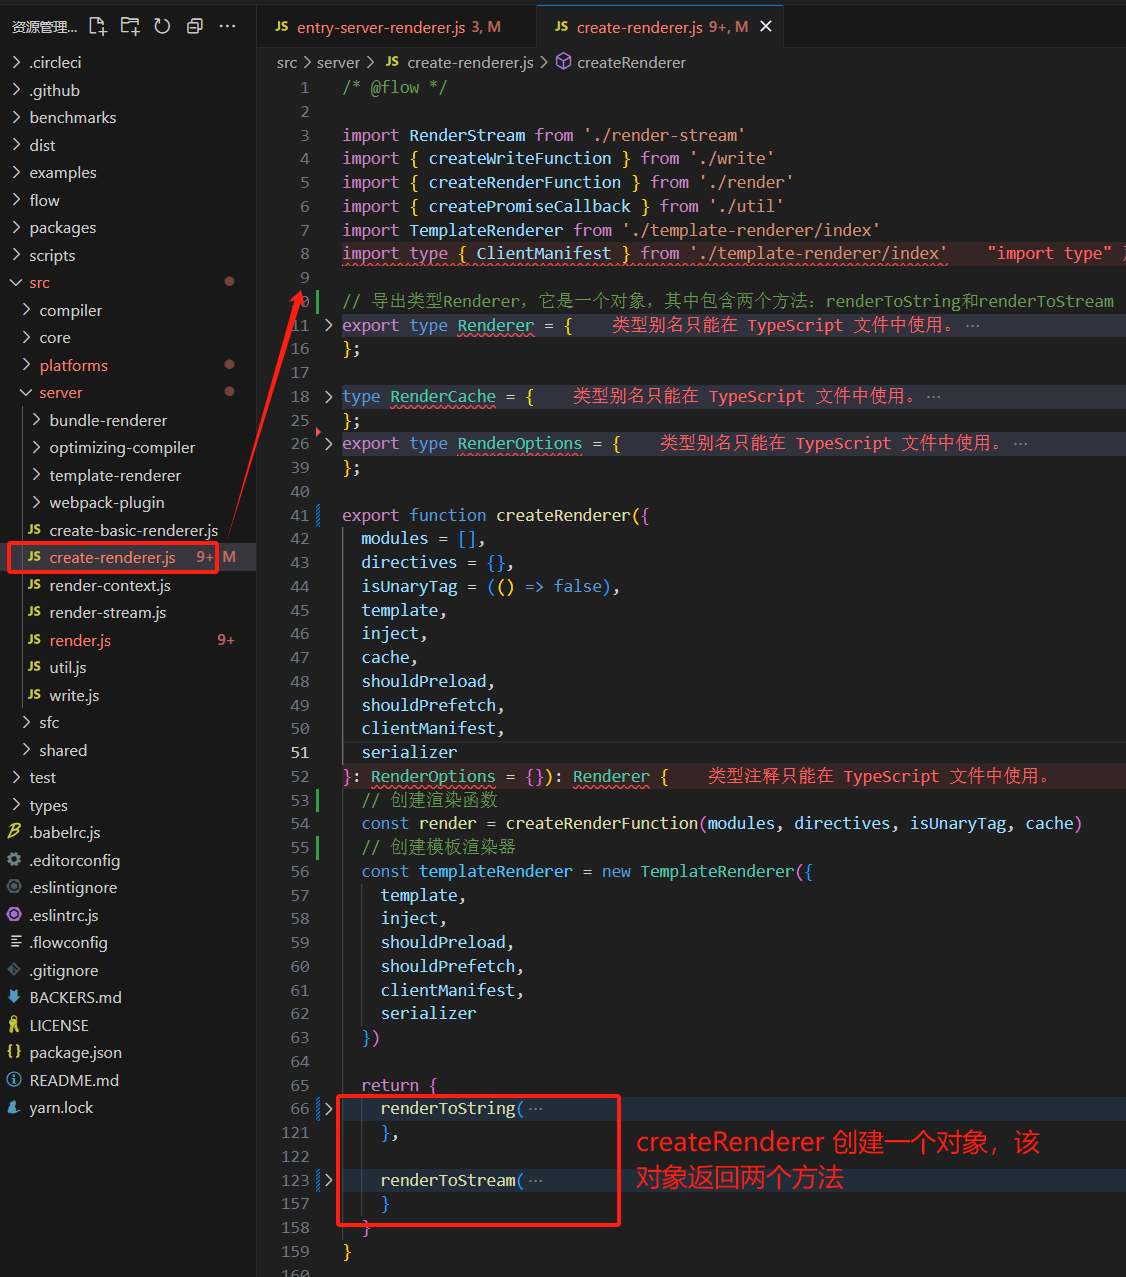 资源管理...
.circleci
.github
benchmarks
dist
examples
flow
packages
scripts
src
compiler
core
platforms
server
bundle-renderer
optimizing-compiler
template-renderer
webpack-plugin
JS create-basic-renderer.js
JS create-renderer.js 9+ M
JS render-context.js
JS render-stream.js
JS render.js 9+
JS util.js
JS write.js
sfc
shared
test
types
.babelrc.js
.editorconfig
.eslintignore
.eslintrc.js
.flowconfig
.gitignore
BACKERS.md
LICENSE
package.json
README.md
yarn.lock
JS entry-server-renderer.js 3, M
JS create-renderer.js 9+, M
src > server > JS create-renderer.js > createRenderer
1 /* @flow */
2
3 import RenderStream from './render-stream'
4 import { createWriteFunction } from './write'
5 import { createRenderFunction } from './render'
6 import { createPromiseCallback } from './util'
7 import TemplateRenderer from './template-renderer/index'
8 import type { ClientManifest } from './template-renderer/index' "import type"
9
// 导出类型Renderer，它是一个对象，其中包含两个方法：renderToString和renderToStream
11 export type Renderer = { 类型别名只能在 TypeScript 文件中使用。 ···
16 };
17
18 type RenderCache = { 类型别名只能在 TypeScript 文件中使用。 ···
25 };
26 export type RenderOptions = { 类型别名只能在 TypeScript 文件中使用。 ···
39 };
40
41 export function createRenderer({
42 modules = [],
43 directives = {},
44 isUnaryTag = (() => false),
45 template,
46 inject,
47 cache,
48 shouldPreload,
49 shouldPrefetch,
50 clientManifest,
51 serializer
52 }: RenderOptions = {}): Renderer { 类型注释只能在 TypeScript 文件中使用。
53 // 创建渲染函数
54 const render = createRenderFunction(modules, directives, isUnaryTag, cache)
55 // 创建模板渲染器
56 const templateRenderer = new TemplateRenderer({
57 template,
58 inject,
59 shouldPreload,
60 shouldPrefetch,
61 clientManifest,
62 serializer
63 })
64
65 return {
66 renderToString( ···
121 },
122
123 renderToStream( ···
157 }
158 }
159 }
160
createRenderer 创建一个对象，该
对象返回两个方法